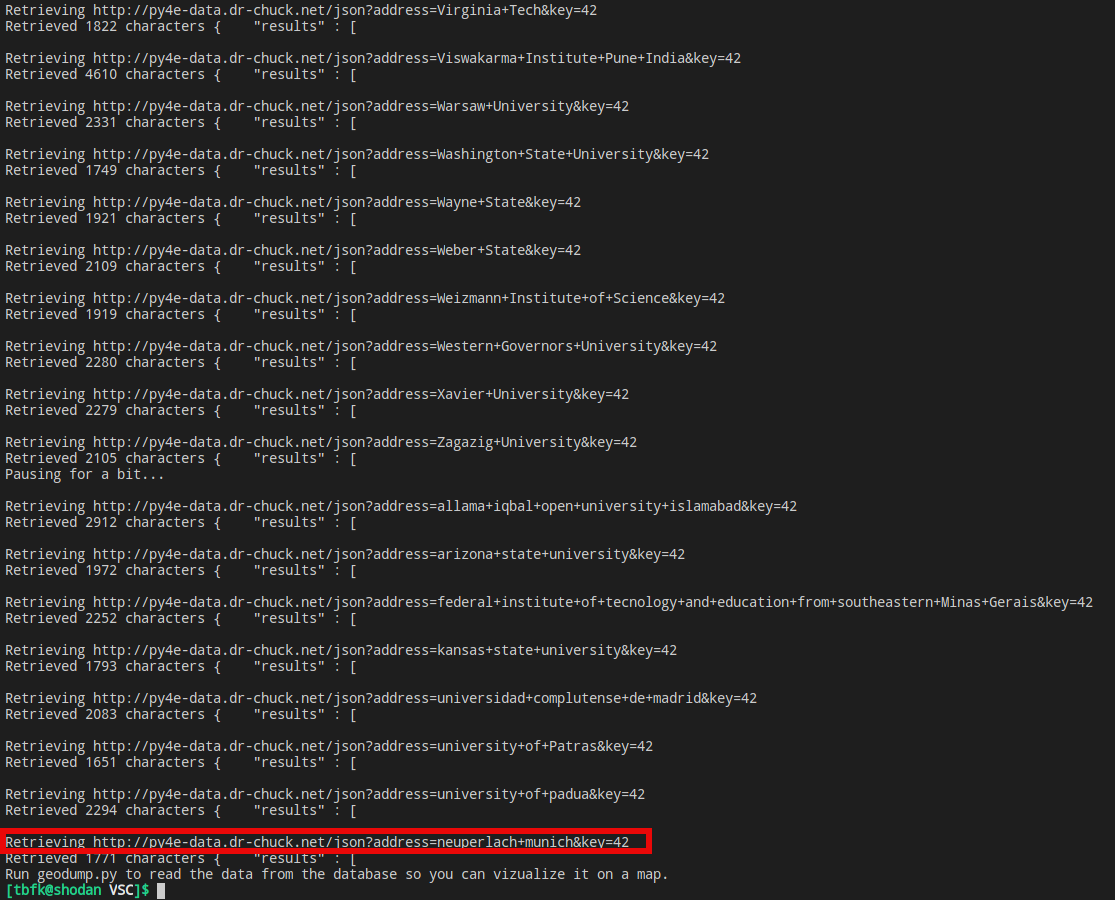 Retrieving http://py4e-data.dr-chuck.net/json?address=Virginia+Tech&key=42
Retrieved 1822 characters {    "results" : [
Retrieving http://py4e-data.dr-chuck.net/json?address=Viswakarma+Institute+Pune+India&key=42
Retrieved 4610 characters {    "results" : [
Retrieving http://py4e-data.dr-chuck.net/json?address=Warsaw+University&key=42
Retrieved 2331 characters {    "results" : [
Retrieving http://py4e-data.dr-chuck.net/json?address=Washington+State+University&key=42
Retrieved 1749 characters {    "results" : [
Retrieving http://py4e-data.dr-chuck.net/json?address=Wayne+State&key=42
Retrieved 1921 characters {    "results" : [
Retrieving http://py4e-data.dr-chuck.net/json?address=Weber+State&key=42
Retrieved 2109 characters {    "results" : [
Retrieving http://py4e-data.dr-chuck.net/json?address=Weizmann+Institute+of+Science&key=42
Retrieved 1919 characters {    "results" : [
Retrieving http://py4e-data.dr-chuck.net/json?address=Western+Governors+University&key=42
Retrieved 2280 characters {    "results" : [
Retrieving http://py4e-data.dr-chuck.net/json?address=Xavier+University&key=42
Retrieved 2279 characters {    "results" : [
Retrieving http://py4e-data.dr-chuck.net/json?address=Zagazig+University&key=42
Retrieved 2105 characters {    "results" : [
Pausing for a bit...
Retrieving http://py4e-data.dr-chuck.net/json?address=allama+iqbal+open+university+islamabad&key=42
Retrieved 2912 characters {    "results" : [
Retrieving http://py4e-data.dr-chuck.net/json?address=arizona+state+university&key=42
Retrieved 1972 characters {    "results" : [
Retrieving http://py4e-data.dr-chuck.net/json?address=federal+institute+of+tecnology+and+education+from+southeastern+Minas+Gerais&key=42
Retrieved 2252 characters {    "results" : [
Retrieving http://py4e-data.dr-chuck.net/json?address=kansas+state+university&key=42
Retrieved 1793 characters {    "results" : [
Retrieving http://py4e-data.dr-chuck.net/json?address=universidad+complutense+de+madrid&key=42
Retrieved 2083 characters {    "results" : [
Retrieving http://py4e-data.dr-chuck.net/json?address=university+of+Patras&key=42
Retrieved 1651 characters {    "results" : [
Retrieving http://py4e-data.dr-chuck.net/json?address=university+of+padua&key=42
Retrieved 2294 characters {    "results" : [
Retrieving http://py4e-data.dr-chuck.net/json?address=neuperlach+munich&key=42
Retrieved 1771 characters {    "results" : [
Run geodump.py to read the data from the database so you can vizualize it on a map.
[tbfk@shodan VSC]$